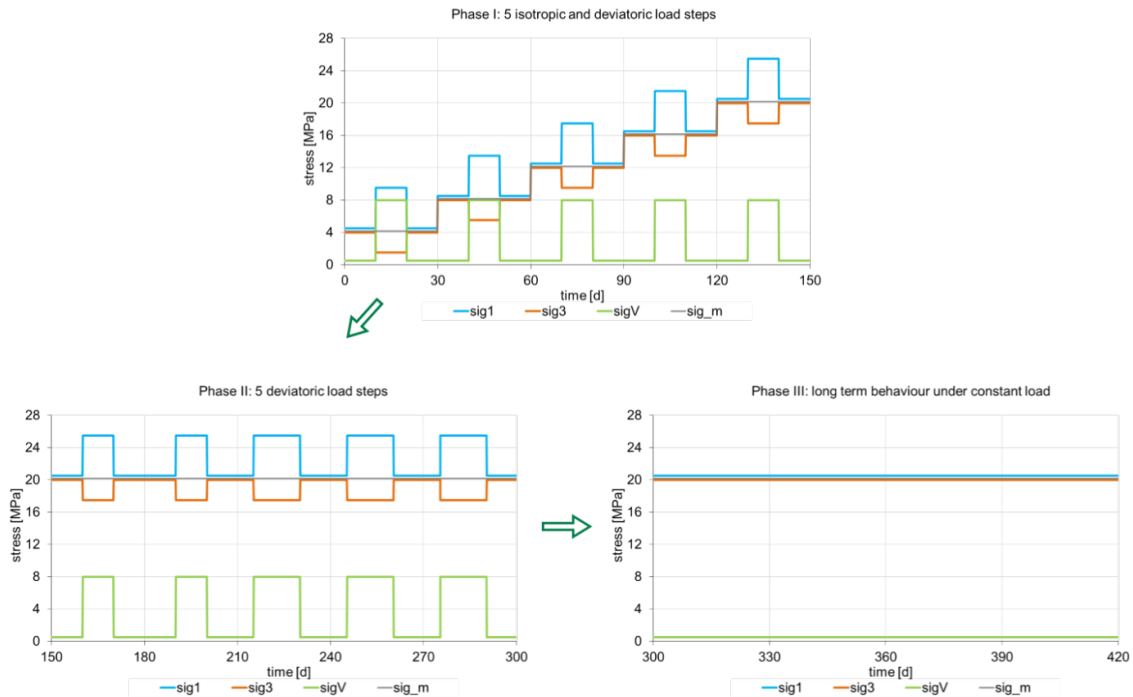 Phase I: 5 isotropic and deviatoric load steps
stress [MPa]
28
24
20
16
12
8
4
0
0 30 60 90 120 150
time [d]
sig1 sig3 sigV sig_m
Phase II: 5 deviatoric load steps
stress [MPa]
28
24
20
16
12
8
4
0
150 180 210 240 270 300
time [d]
sig1 sig3 sigV sig_m
Phase III: long term behaviour under constant load
stress [MPa]
28
24
20
16
12
8
4
0
300 330 360 390 420
time [d]
sig1 sig3 sigV sig_m